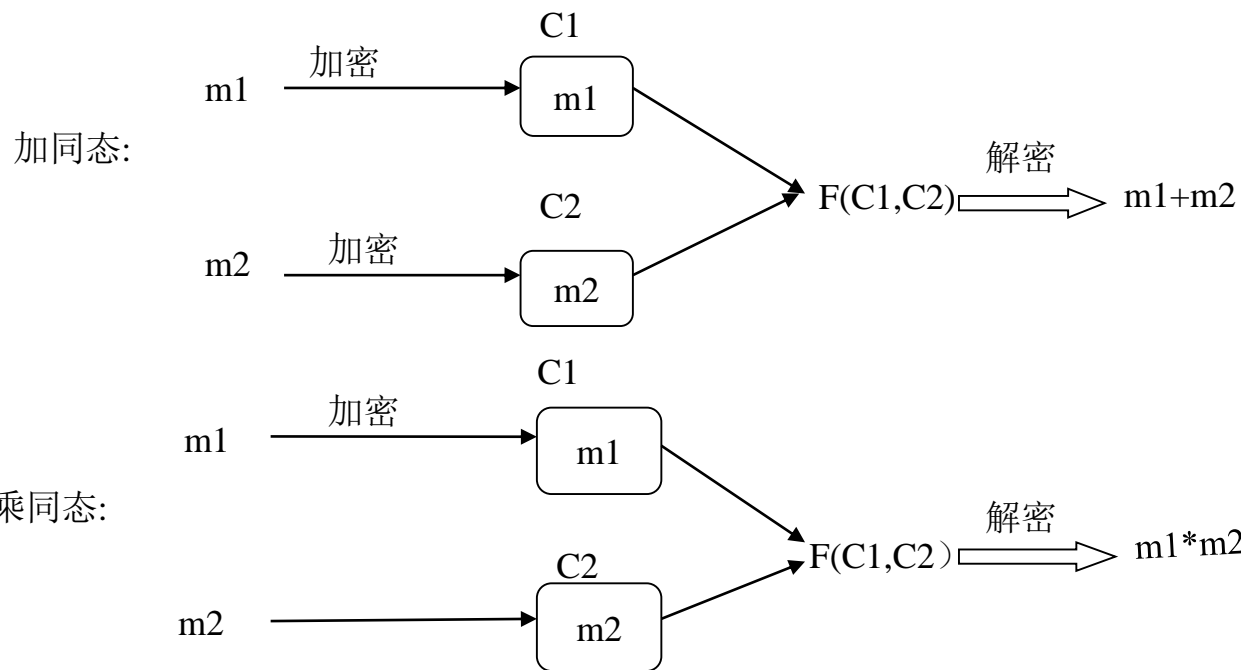 C1
加密
m1
m1
加同态:
解密
C2
F(C1,C2)
m1+m2
加密
m2
m2
C1
加密
m1
m1
乘同态:
解密
F(C1,C2）
m1*m2
C2
m2
m2